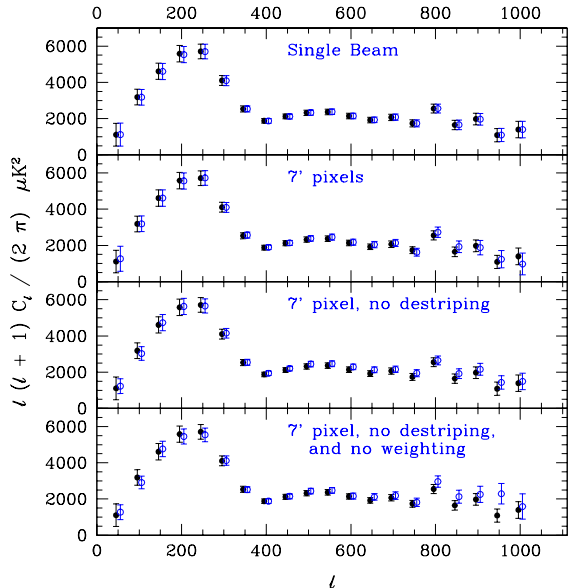 0 200 400 600 800 1000
6000
4000
2000
0
Single Beam
6000
4000
2000
0
7' pixels
6000
4000
2000
0
7' pixel, no destriping
6000
4000
2000
0
7' pixel, no destriping,
and no weighting
0 200 400 600 800 1000
ℓ
ℓ (ℓ + 1) Cℓ / (2 π) μK²